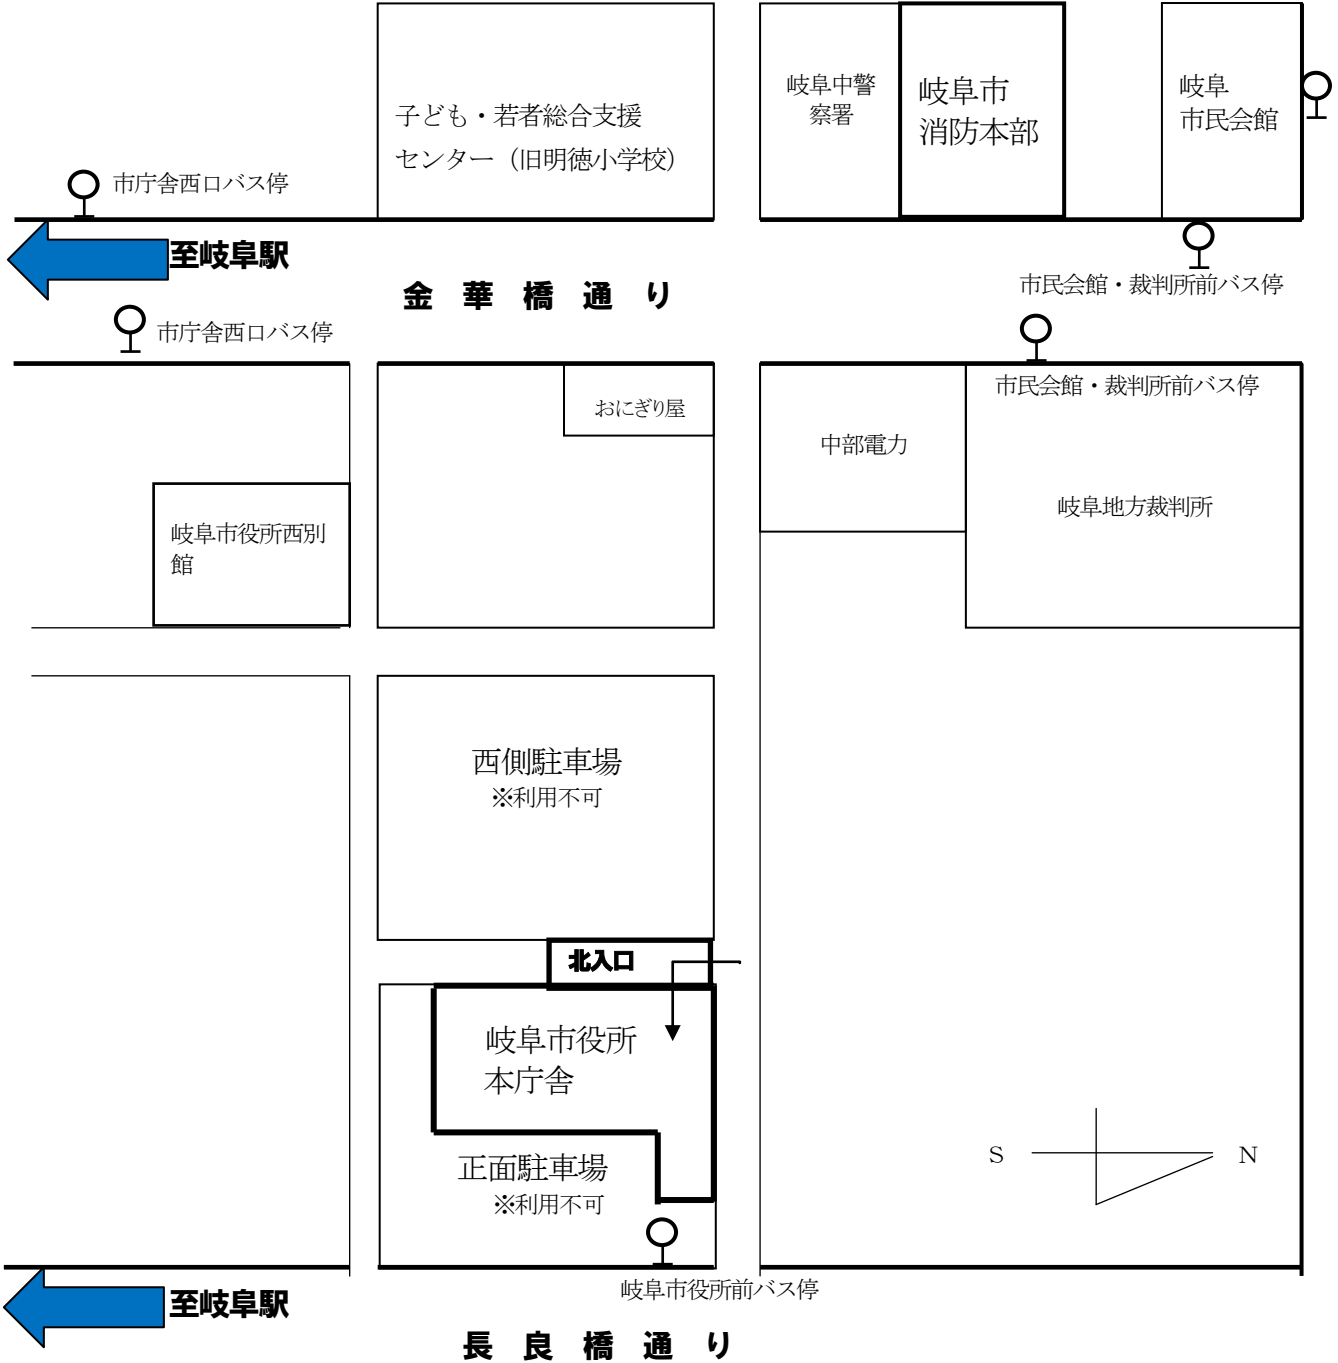 子ども・若者総合支援
センター（旧明徳小学校）
岐阜中警
察署
岐阜市
消防本部
岐阜
市民会館
市庁舎西口バス停
至岐阜駅
金華橋通り
市民会館・裁判所前バス停
市庁舎西口バス停
市民会館・裁判所前バス停
おにぎり屋
中部電力
岐阜地方裁判所
岐阜市役所西別
館
西側駐車場
※利用不可
北入口
岐阜市役所
本庁舎
正面駐車場
※利用不可
S
N
岐阜市役所前バス停
至岐阜駅
長良橋通り